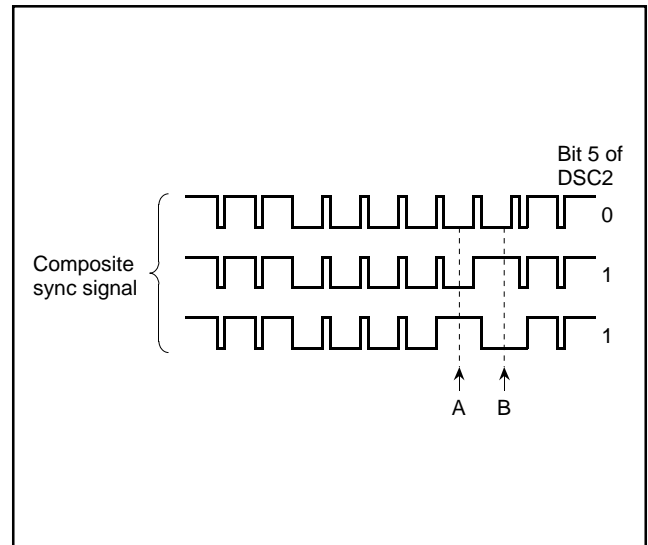 Bit 5 of
DSC2
0
Composite
sync signal
1
1
A B